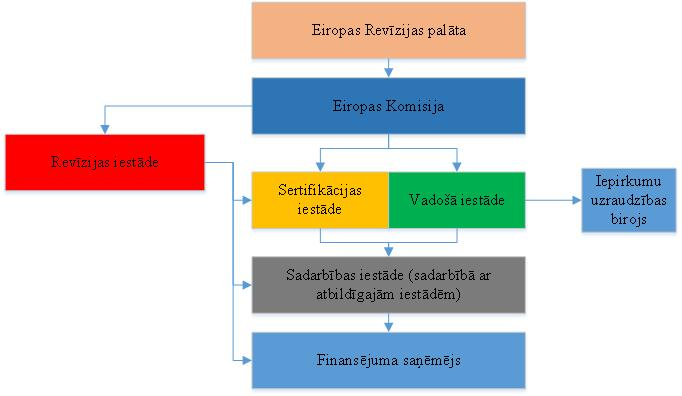 Eiropas Revīzijas palāta
Eiropas Komisija
Revīzijas iestāde
Sertifikācijas
iestāde
Vadošā iestāde
Iepirkumu
uzraudzības
birojs
Sadarbības iestāde (sadarbībā ar
atbildīgajām iestādēm)
Finansējuma saņēmējs